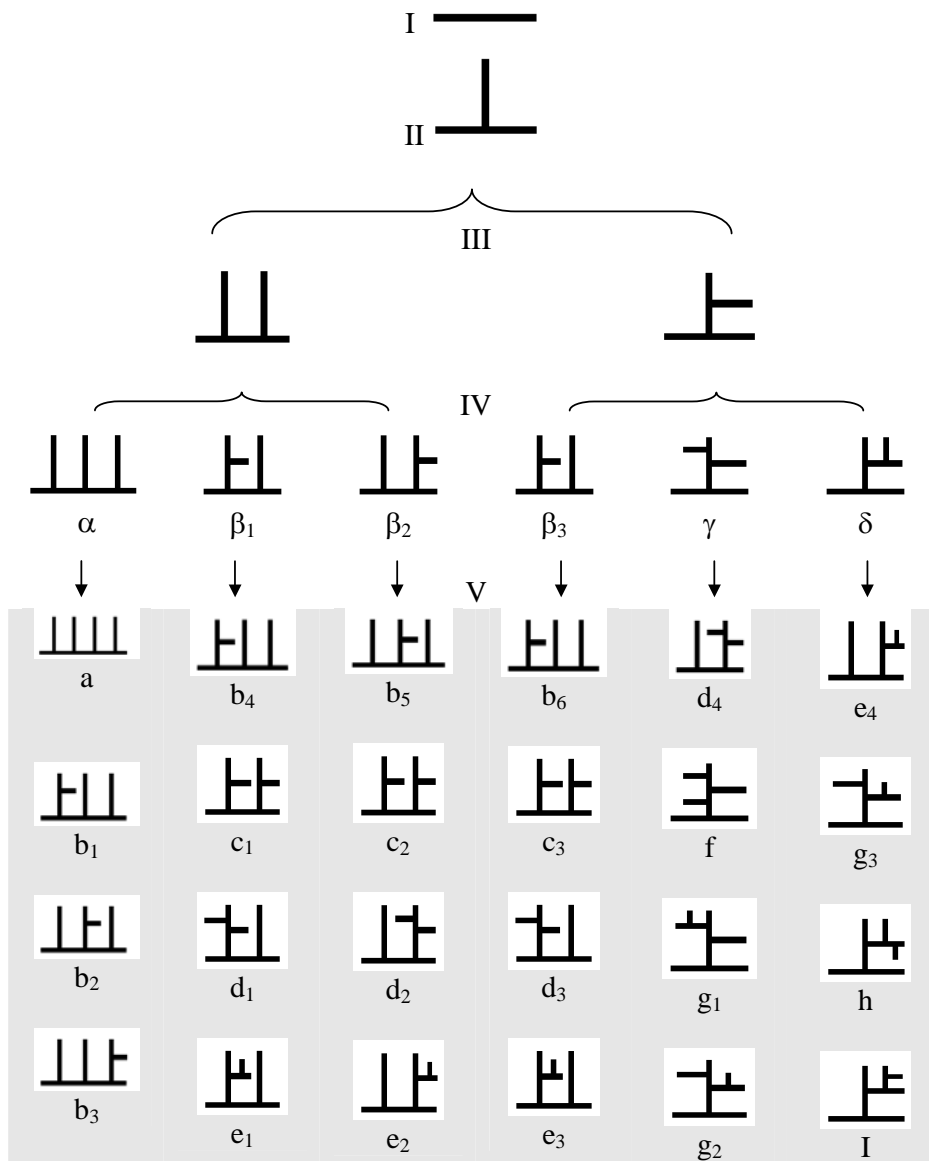 I
II
III
IV
α β₁ β₂ β₃ γ δ
V
a b₄ b₅ b₆ d₄ e₄
b₁ c₁ c₂ c₃ f g₃
b₂ d₁ d₂ d₃ g₁ h
b₃ e₁ e₂ e₃ g₂ I